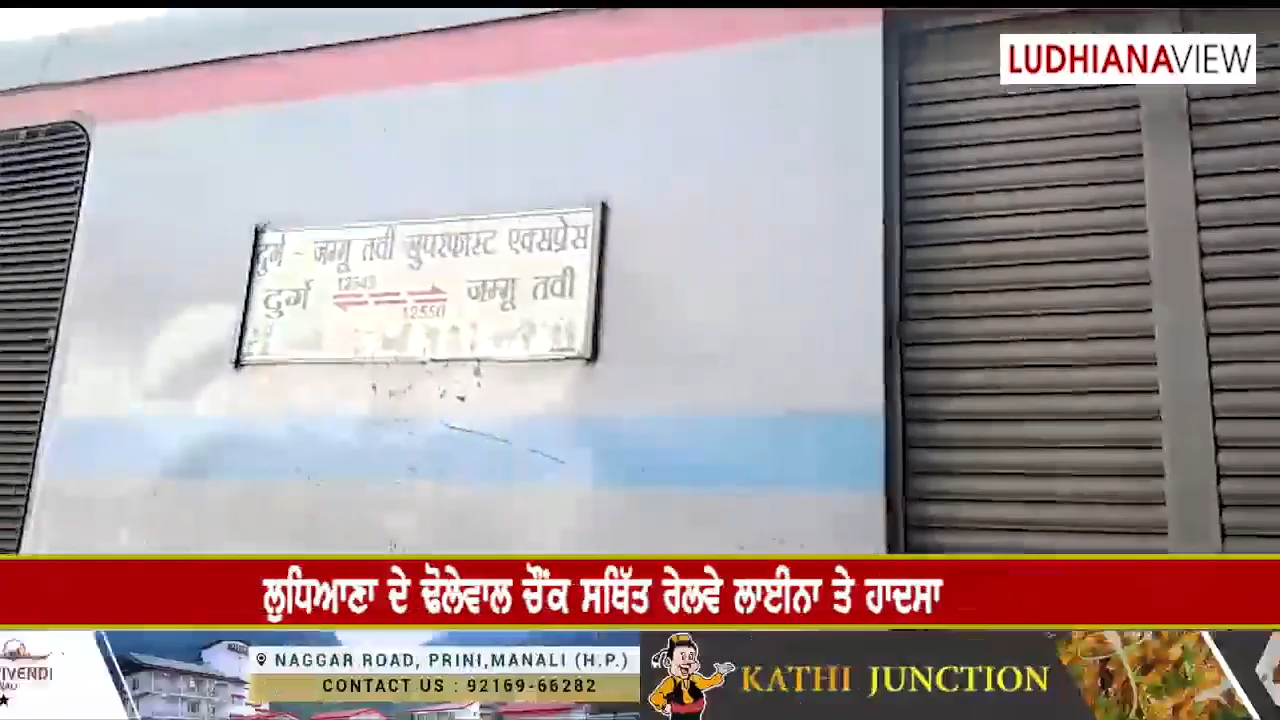 LUDHIANAVIEW
दुर्ग - जम्मू तवी सुपरफास्ट एक्सप्रेस
दुर्ग 12549 12550 जम्मू तवी
ਲੁਧਿਆਣਾ ਦੇ ਢੋਲੇਵਾਲ ਚੌਂਕ ਸਥਿੱਤ ਰੇਲਵੇ ਲਾਈਨਾ ਤੇ ਹਾਦਸਾ
NAGGAR ROAD, PRINI,MANALI (H.P.)
CONTACT US : 92169-66282
KATHI JUNCTION